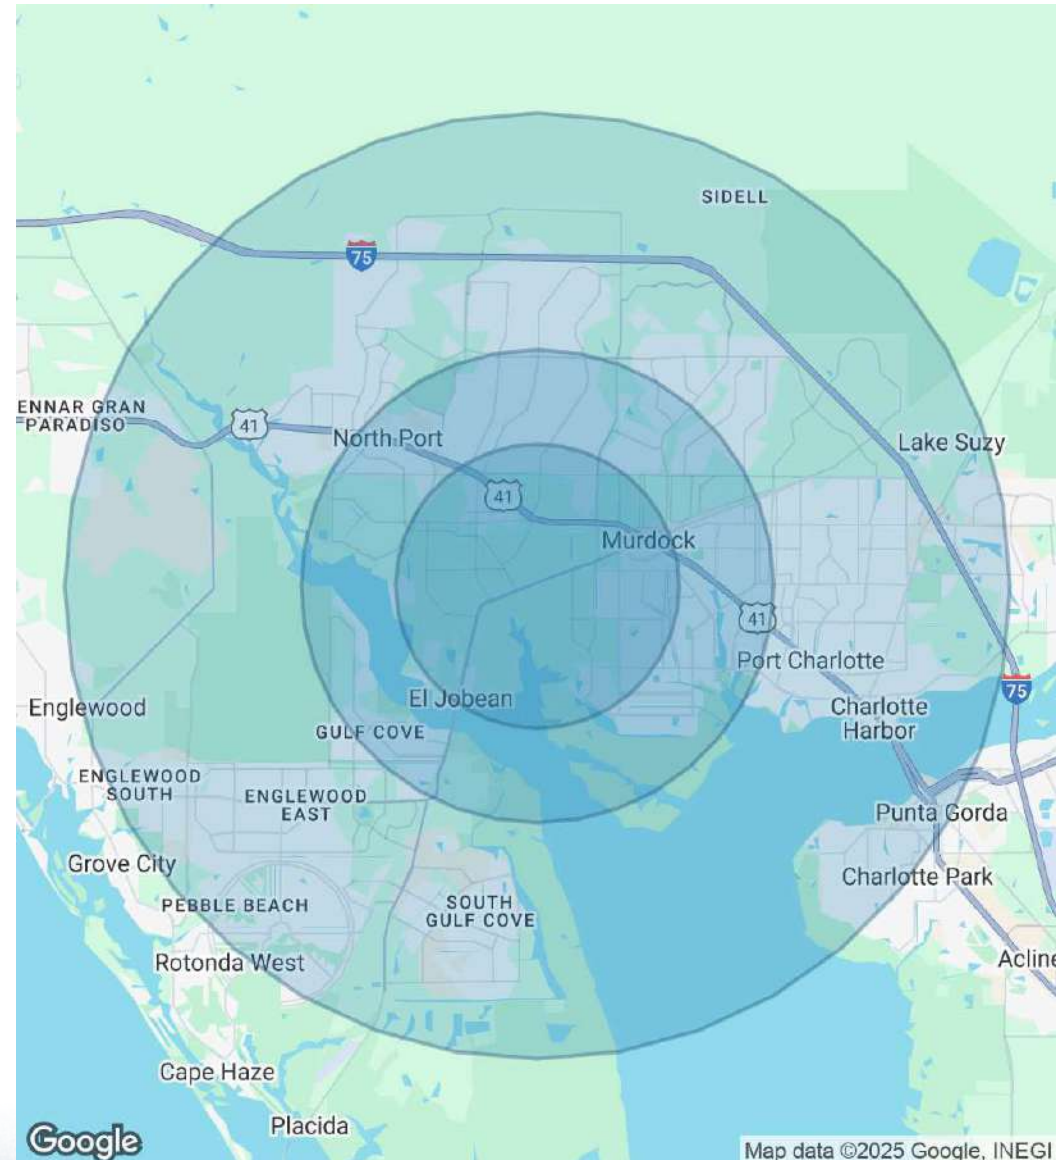 SIDELL
75
ENNAR GRAN
PARADISO
41
North Port
Lake Suzy
41
Murdock
41
Port Charlotte
75
El Jobean
Englewood
Charlotte
Harbor
GULF COVE
ENGLEWOOD
SOUTH
ENGLEWOOD
EAST
Punta Gorda
Grove City
Charlotte Park
PEBBLE BEACH
SOUTH
GULF COVE
Rotonda West
Acline
Cape Haze
Placida
Google
Map data ©2025 Google, INEGI